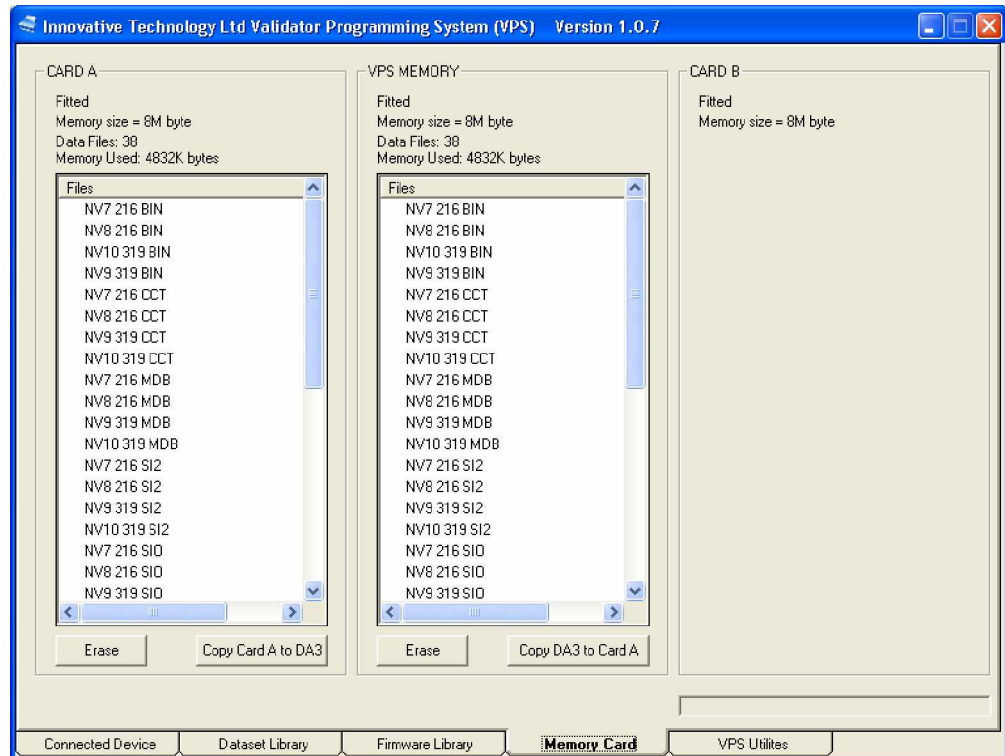 Innovative Technology Ltd Validator Programming System (VPS) Version 1.0.7
CARD A
Fitted
Memory size = 8M byte
Data Files: 38
Memory Used: 4832K bytes
Files
NV7 216 BIN
NV8 216 BIN
NV10 319 BIN
NV9 319 BIN
NV7 216 CCT
NV8 216 CCT
NV9 319 CCT
NV10 319 CCT
NV7 216 MDB
NV8 216 MDB
NV9 319 MDB
NV10 319 MDB
NV7 216 SI2
NV8 216 SI2
NV9 319 SI2
NV10 319 SI2
NV7 216 SIO
NV8 216 SIO
NV9 319 SIO
Erase
Copy Card A to DA3
VPS MEMORY
Fitted
Memory size = 8M byte
Data Files: 38
Memory Used: 4832K bytes
Files
NV7 216 BIN
NV8 216 BIN
NV10 319 BIN
NV9 319 BIN
NV7 216 CCT
NV8 216 CCT
NV9 319 CCT
NV10 319 CCT
NV7 216 MDB
NV8 216 MDB
NV9 319 MDB
NV10 319 MDB
NV7 216 SI2
NV8 216 SI2
NV9 319 SI2
NV10 319 SI2
NV7 216 SIO
NV8 216 SIO
NV9 319 SIO
Erase
Copy DA3 to Card A
CARD B
Fitted
Memory size = 8M byte
Connected Device
Dataset Library
Firmware Library
Memory Card
VPS Utilites